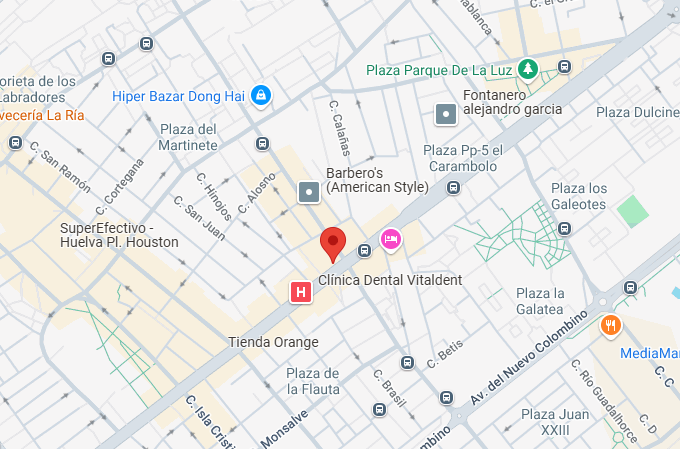 blanca
C. el C
Plaza Parque De La Luz
orieta de los
Labradores
Hiper Bazar Dong Hai
Fontanero
alejandro garcia
Plaza Dulcine
vecería La Ría
C. Calañas
Plaza del
Martinete
Plaza Pp-5 el
Carambolo
C. San Ramón
C. Cortegana
C. Hinojos
C. Alosno
Barbero's
(American Style)
Plaza los
Galeotes
C. San Juan
SuperEfectivo -
Huelva Pl. Houston
Clínica Dental Vitaldent
H
Plaza la
Galatea
Tienda Orange
Av. del Nuevo Colombino
C. Betis
MediaMar
Plaza de
la Flauta
C. Brasil
C. Río Guadalhorce
C. C
C. Isla Cristi
Monsalve
ombino
Plaza Juan
XXIII
C. D